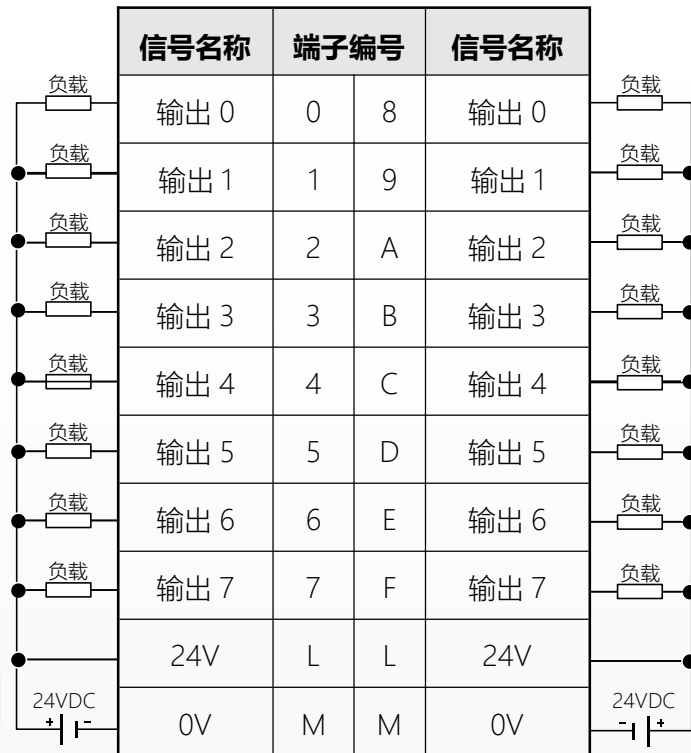 信号名称 端子编号 信号名称
负载 输出 0 0 8 输出 0 负载
负载 输出 1 1 9 输出 1 负载
负载 输出 2 2 A 输出 2 负载
负载 输出 3 3 B 输出 3 负载
负载 输出 4 4 C 输出 4 负载
负载 输出 5 5 D 输出 5 负载
负载 输出 6 6 E 输出 6 负载
负载 输出 7 7 F 输出 7 负载
24V L L 24V
24VDC 0V M M 0V 24VDC
+ - - +